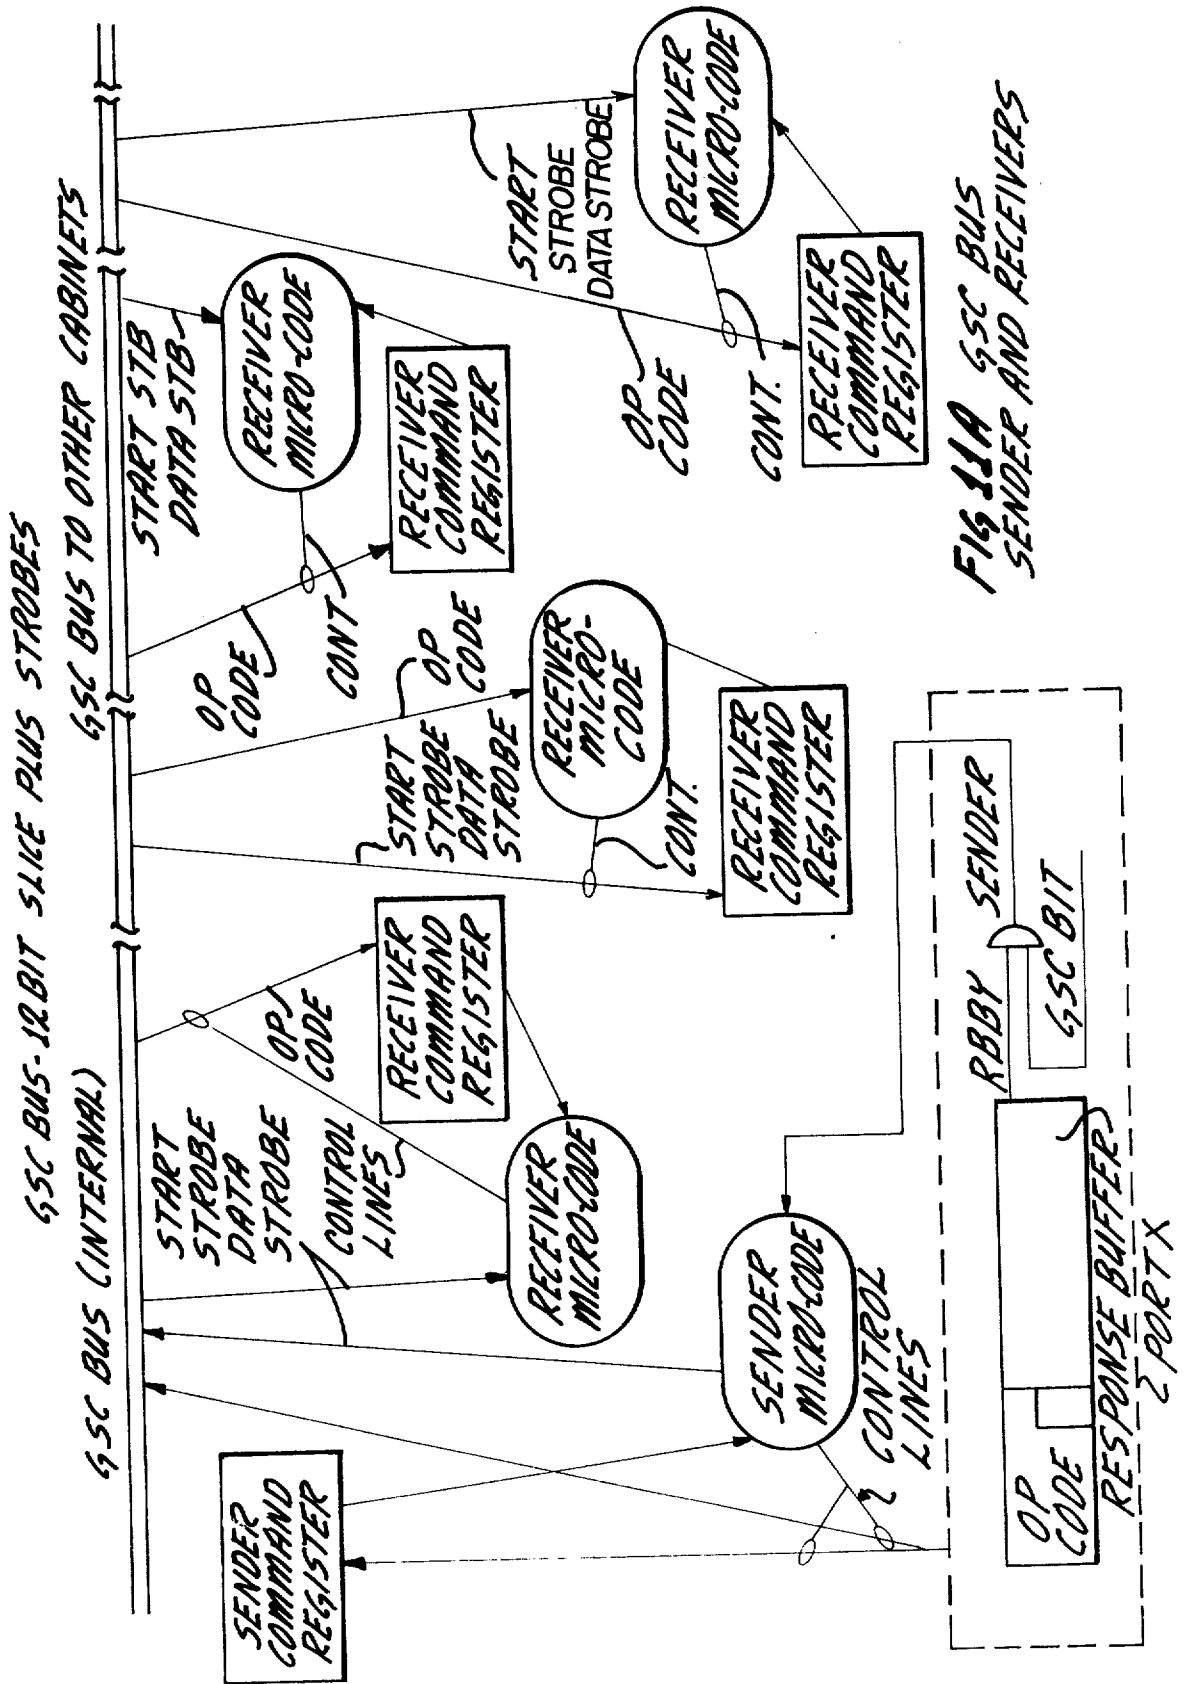 GSC BUS-12BIT SLICE PLUS STROBES
GSC BUS (INTERNAL)
GSC BUS TO OTHER CABINETS
SENDER
COMMAND
REGISTER
START
STROBE
DATA
STROBE
CONTROL
LINES
OP
CODE
RECEIVER
COMMAND
REGISTER
RECEIVER
MICRO-CODE
SENDER
MICRO-CODE
CONTROL
LINES
START
STROBE
DATA
STROBE
OP
CODE
RECEIVER
MICRO-
CODE
CONT.
RECEIVER
COMMAND
REGISTER
OP
CODE
CONT
START STB
DATA STB
RECEIVER
MICRO-CODE
RECEIVER
COMMAND
REGISTER
START
STROBE
DATA STROBE
RECEIVER
MICRO-CODE
OP
CODE
CONT.
RECEIVER
COMMAND
REGISTER
OP
CODE
RESPONSE BUFFER
2 PORTX
RBBY
SENDER
GSC BIT
FIG 11A GSC BUS
SENDER AND RECEIVERS